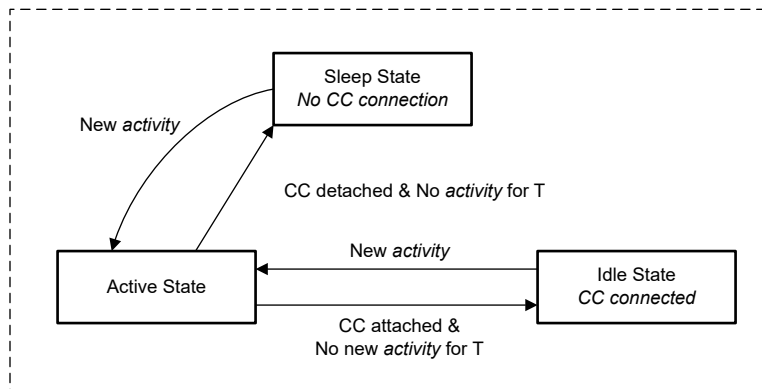 Sleep State
No CC connection
New activity
CC detached & No activity for T
New activity
Active State
Idle State
CC connected
CC attached &
No new activity for T